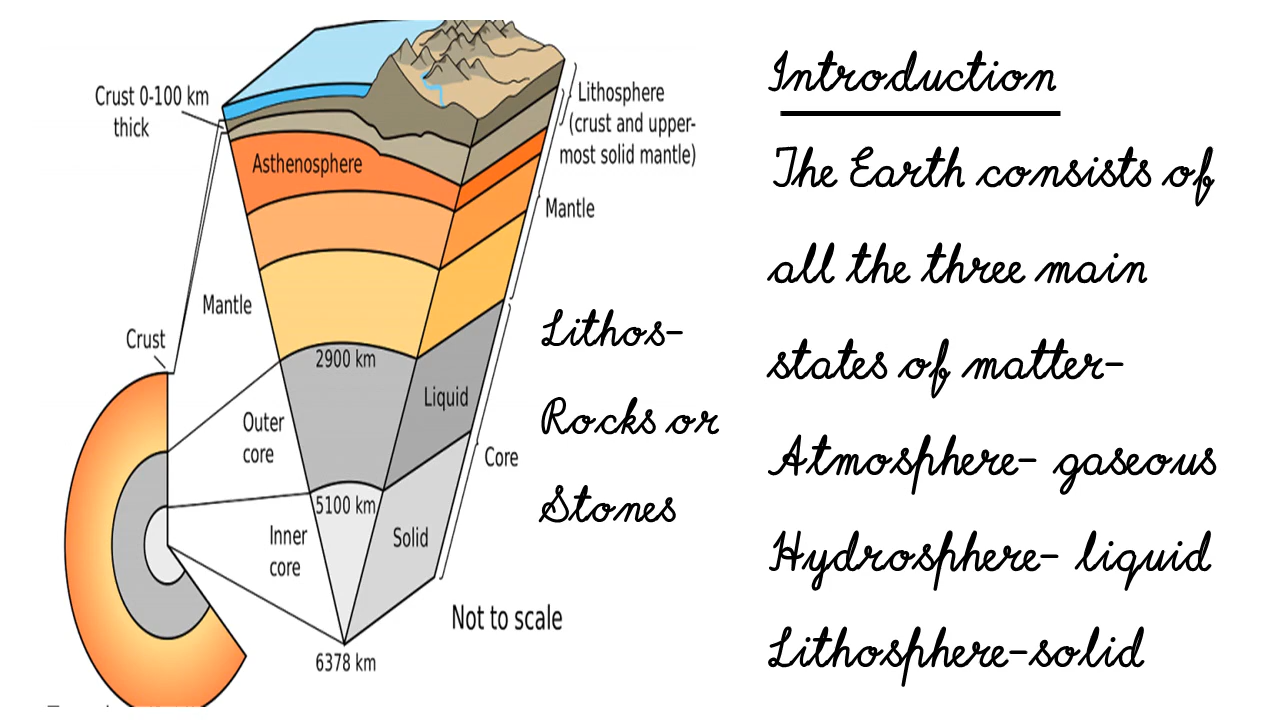 Crust 0-100 km
thick
Lithosphere
(crust and upper-
most solid mantle)
Asthenosphere
Mantle
Mantle
Crust
2900 km
Liquid
Outer
core
Core
5100 km
Inner
core
Solid
Not to scale
6378 km
Lithos-
Rocks or
Stones
Introduction
The Earth consists of
all the three main
states of matter-
Atmosphere- gaseous
Hydrosphere- liquid
Lithosphere-solid